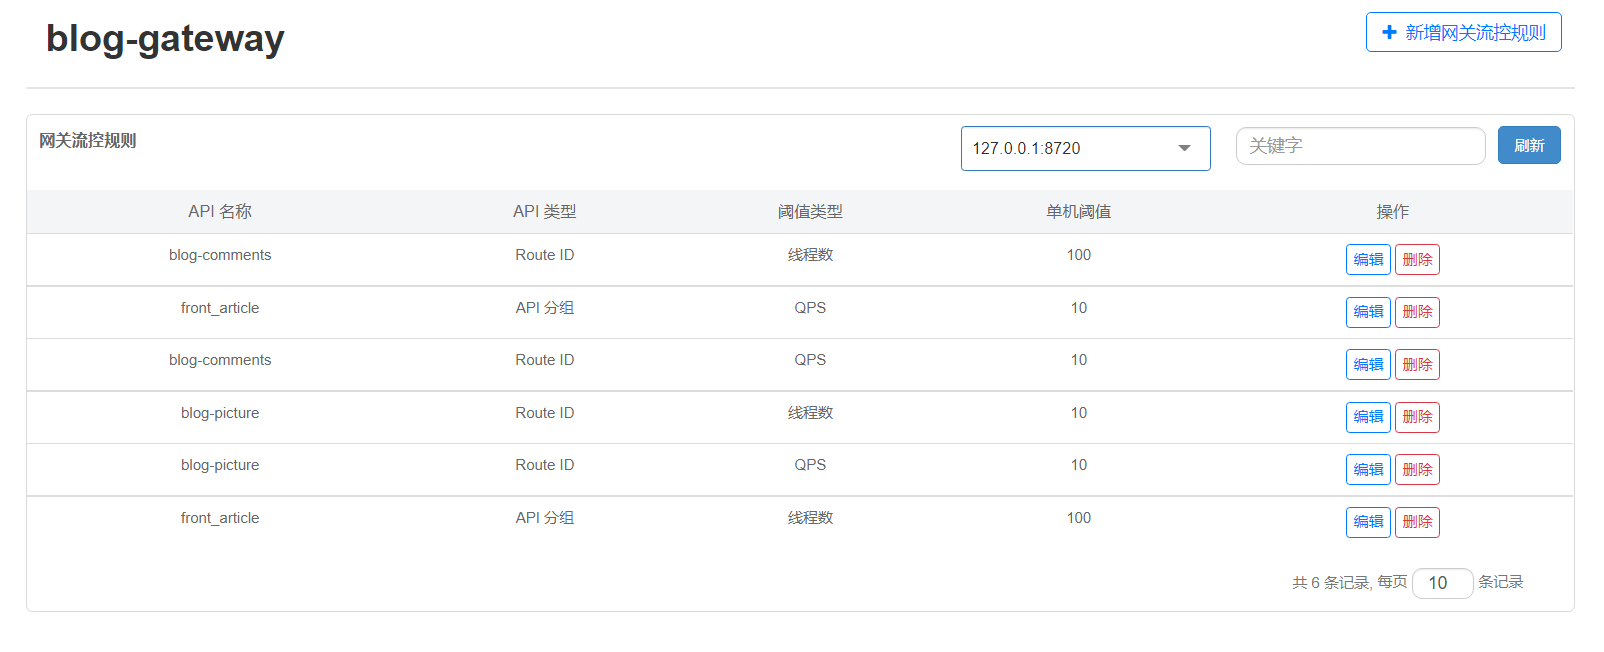 blog-gateway
新增网关流控规则
网关流控规则 127.0.0.1:8720 关键字 刷新
API 名称 API 类型 阈值类型 单机阈值 操作
blog-comments Route ID 线程数 100 编辑 删除
front_article API 分组 QPS 10 编辑 删除
blog-comments Route ID QPS 10 编辑 删除
blog-picture Route ID 线程数 10 编辑 删除
blog-picture Route ID QPS 10 编辑 删除
front_article API 分组 线程数 100 编辑 删除
共 6 条记录, 每页 10 条记录